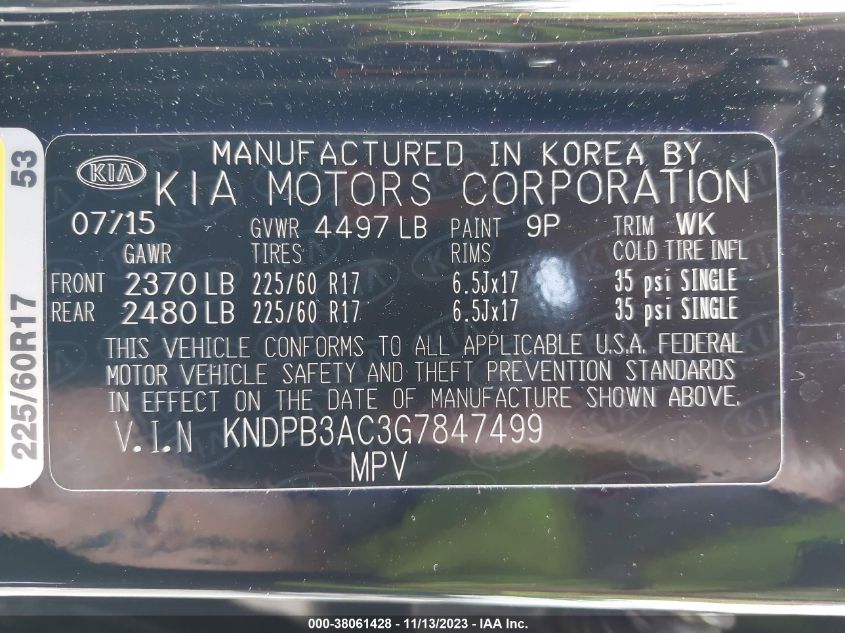 KIA
MANUFACTURED IN KOREA BY
KIA MOTORS CORPORATION
07/15 GVWR 4497 LB PAINT 9P TRIM WK
GAWR TIRES RIMS COLD TIRE INFL
FRONT 2370 LB 225/60 R17 6.5Jx17 35 psi SINGLE
REAR 2480 LB 225/60 R17 6.5Jx17 35 psi SINGLE
THIS VEHICLE CONFORMS TO ALL APPLICABLE U.S.A. FEDERAL
MOTOR VEHICLE SAFETY AND THEFT PREVENTION STANDARDS
IN EFFECT ON THE DATE OF MANUFACTURE SHOWN ABOVE.
V.I.N KNDPB3AC3G7847499
MPV
225/60R17 53
000-38061428 - 11/13/2023 - IAA Inc.